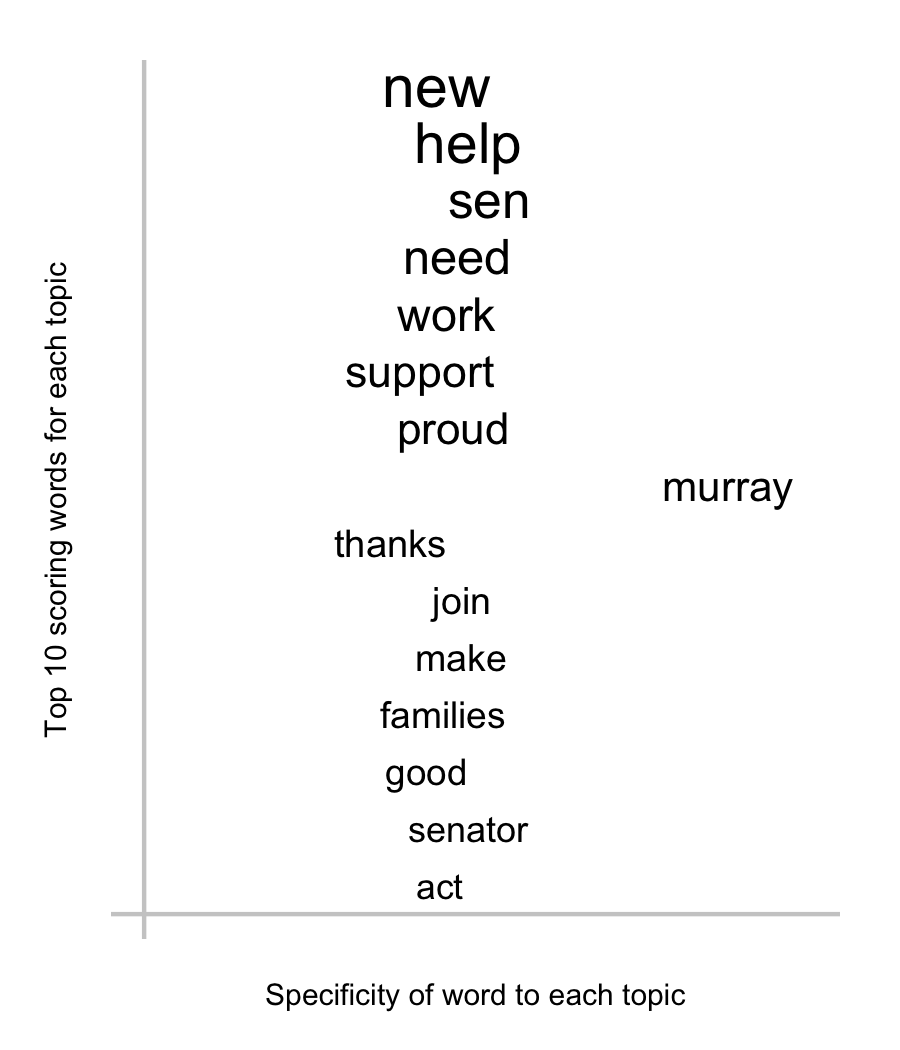 new
help
sen
need
work
support
proud
murray
thanks
join
make
families
good
senator
act
Top 10 scoring words for each topic
Specificity of word to each topic